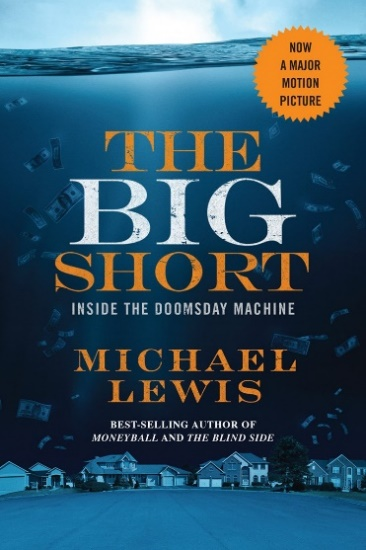 NOW
A MAJOR
MOTION
PICTURE
THE
BIG
SHORT
INSIDE THE DOOMSDAY MACHINE
MICHAEL
LEWIS
BEST-SELLING AUTHOR OF
MONEYBALL AND THE BLIND SIDE